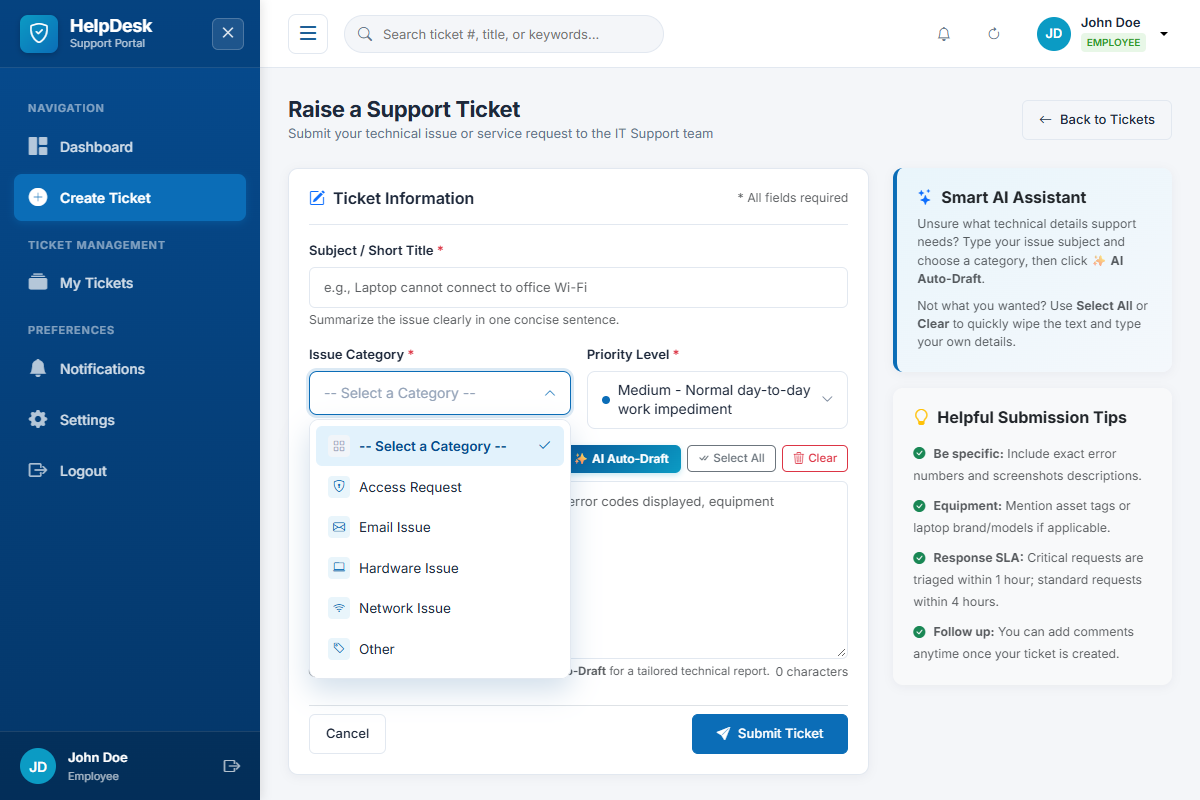 HelpDesk
Support Portal
NAVIGATION
Dashboard
Create Ticket
TICKET MANAGEMENT
My Tickets
PREFERENCES
Notifications
Settings
Logout
JD
John Doe
Employee
Search ticket #, title, or keywords...
JD
John Doe
EMPLOYEE
Raise a Support Ticket
Submit your technical issue or service request to the IT Support team
Back to Tickets
Ticket Information
* All fields required
Subject / Short Title *
e.g., Laptop cannot connect to office Wi-Fi
Summarize the issue clearly in one concise sentence.
Issue Category *
-- Select a Category --
Priority Level *
Medium - Normal day-to-day
work impediment
-- Select a Category --
Access Request
Email Issue
Hardware Issue
Network Issue
Other
AI Auto-Draft
Select All
Clear
error codes displayed, equipment
-Draft for a tailored technical report.
0 characters
Cancel
Submit Ticket
Smart AI Assistant
Unsure what technical details support
needs? Type your issue subject and
choose a category, then click ✨ AI
Auto-Draft.
Not what you wanted? Use Select All or
Clear to quickly wipe the text and type
your own details.
Helpful Submission Tips
Be specific: Include exact error
numbers and screenshots descriptions.
Equipment: Mention asset tags or
laptop brand/models if applicable.
Response SLA: Critical requests are
triaged within 1 hour; standard requests
within 4 hours.
Follow up: You can add comments
anytime once your ticket is created.